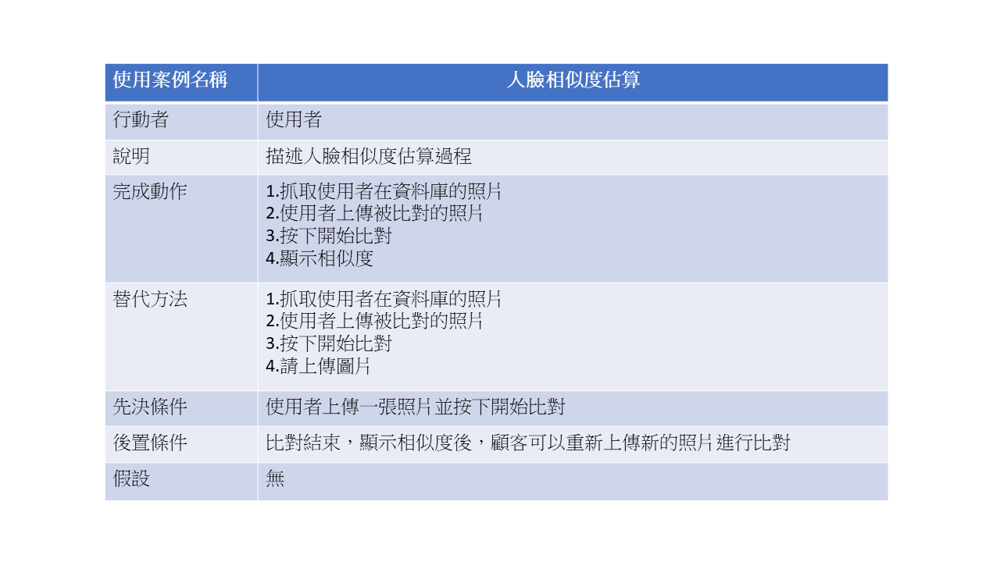 使用案例名稱 人臉相似度估算
行動者 使用者
說明 描述人臉相似度估算過程
完成動作 1.抓取使用者在資料庫的照片
2.使用者上傳被比對的照片
3.按下開始比對
4.顯示相似度
替代方法 1.抓取使用者在資料庫的照片
2.使用者上傳被比對的照片
3.按下開始比對
4.請上傳圖片
先決條件 使用者上傳一張照片並按下開始比對
後置條件 比對結束，顯示相似度後，顧客可以重新上傳新的照片進行比對
假設 無